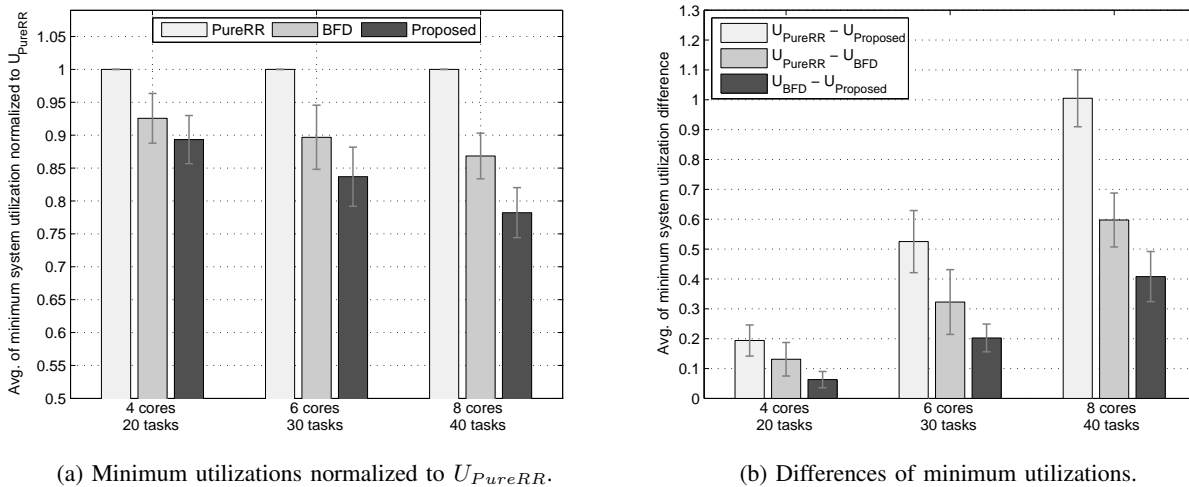 Avg. of minimum system utilization normalized to U_PureRR
1.05
1
0.95
0.9
0.85
0.8
0.75
0.7
0.65
0.6
0.55
0.5
PureRR BFD Proposed
4 cores 6 cores 8 cores
20 tasks 30 tasks 40 tasks
(a) Minimum utilizations normalized to U_PureRR.
Avg. of minimum system utilization difference
1.3
1.2
1.1
1
0.9
0.8
0.7
0.6
0.5
0.4
0.3
0.2
0.1
0
U_PureRR − U_Proposed
U_PureRR − U_BFD
U_BFD − U_Proposed
4 cores 6 cores 8 cores
20 tasks 30 tasks 40 tasks
(b) Differences of minimum utilizations.